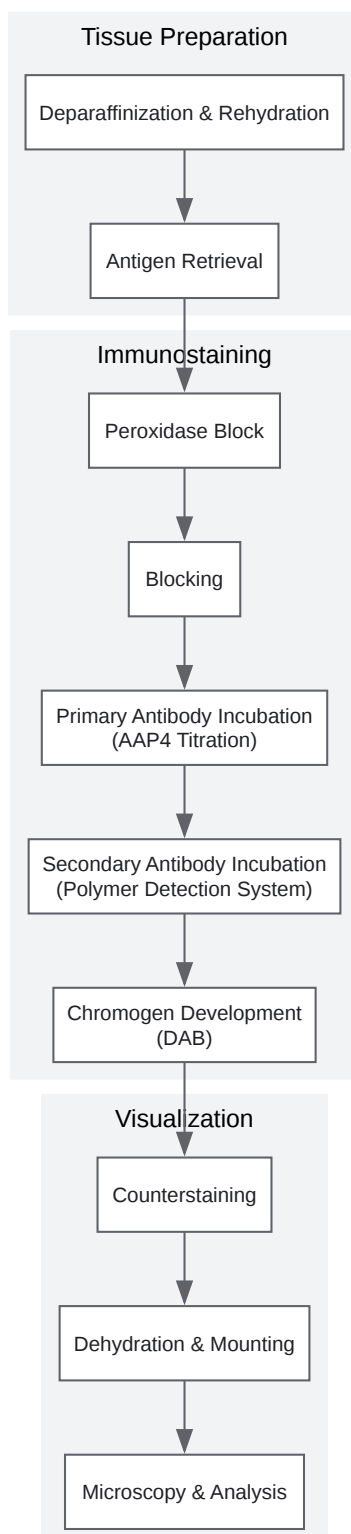 Tissue Preparation
Deparaffinization & Rehydration
Antigen Retrieval
Immunostaining
Peroxidase Block
Blocking
Primary Antibody Incubation
(AAP4 Titration)
Secondary Antibody Incubation
(Polymer Detection System)
Chromogen Development
(DAB)
Visualization
Counterstaining
Dehydration & Mounting
Microscopy & Analysis